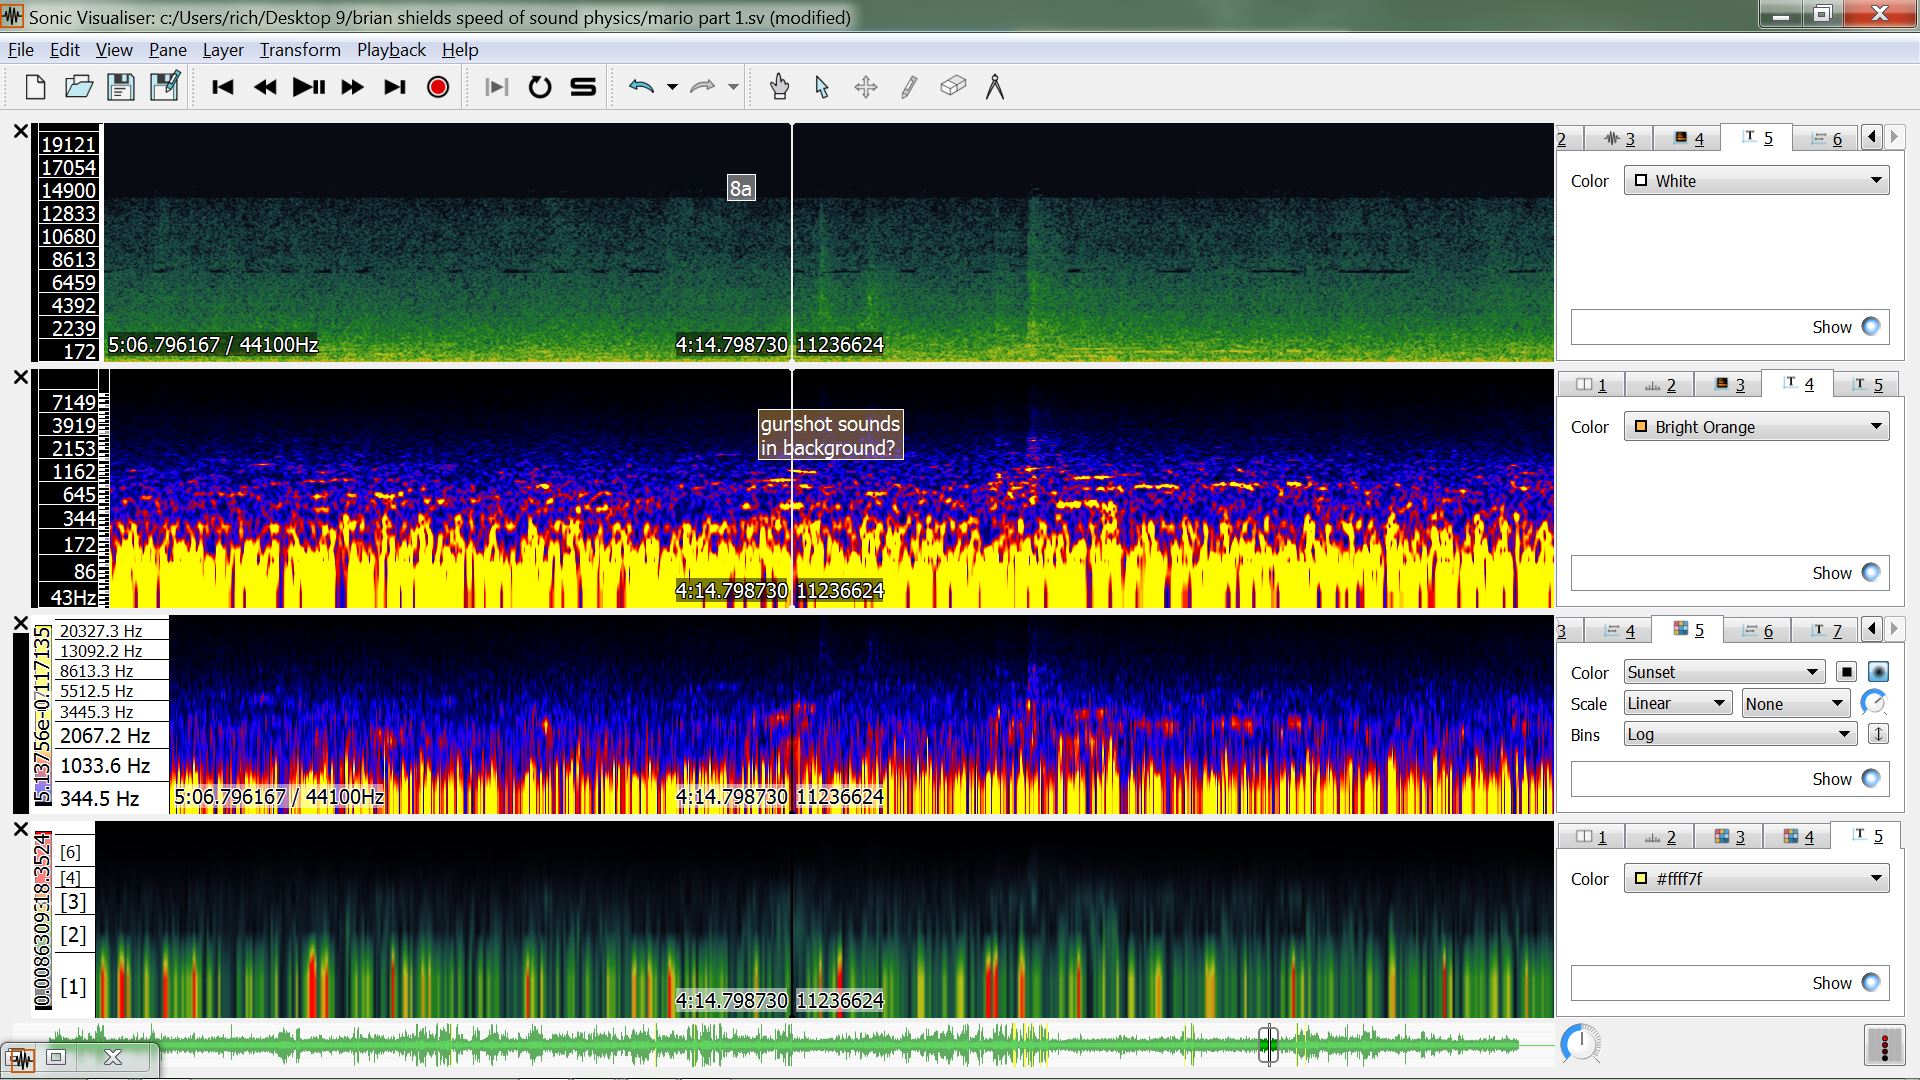 Sonic Visualiser: c:/Users/rich/Desktop 9/brian shields speed of sound physics/mario part 1.sv (modified)
File Edit View Pane Layer Transform Playback Help
19121
17054
14900
12833
10680
8613
6459
4392
2239
172
8a
5:06.796167 / 44100Hz
4:14.798730 11236624
2 3 4 T 5 6
Color White
Show
7149
3919
2153
1162
645
344
172
86
43Hz
gunshot sounds
in background?
4:14.798730 11236624
1 2 3 T 4 T 5
Color Bright Orange
Show
20327.3 Hz
13092.2 Hz
8613.3 Hz
5512.5 Hz
3445.3 Hz
2067.2 Hz
1033.6 Hz
344.5 Hz
5:06.796167 / 44100Hz
4:14.798730 11236624
3 4 5 6 T 7
Color Sunset
Scale Linear None
Bins Log
Show
[6]
[4]
[3]
[2]
[1]
4:14.798730 11236624
1 2 3 4 T 5
Color #ffff7f
Show